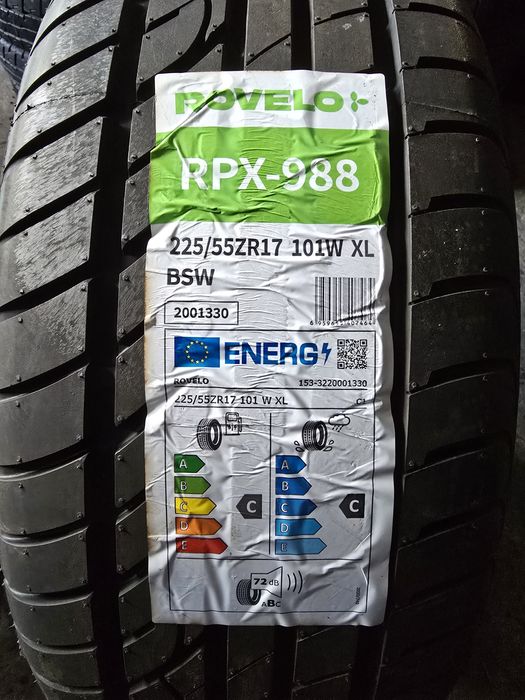 ROVELO
RPX-988
225/55ZR17 101W XL
BSW
2001330
ENERG
ROVELO
153-3220001330
225/55ZR17 101 W XL
C1
A
B
C
D
E
C
A
B
C
D
E
C
72 dB
ABC